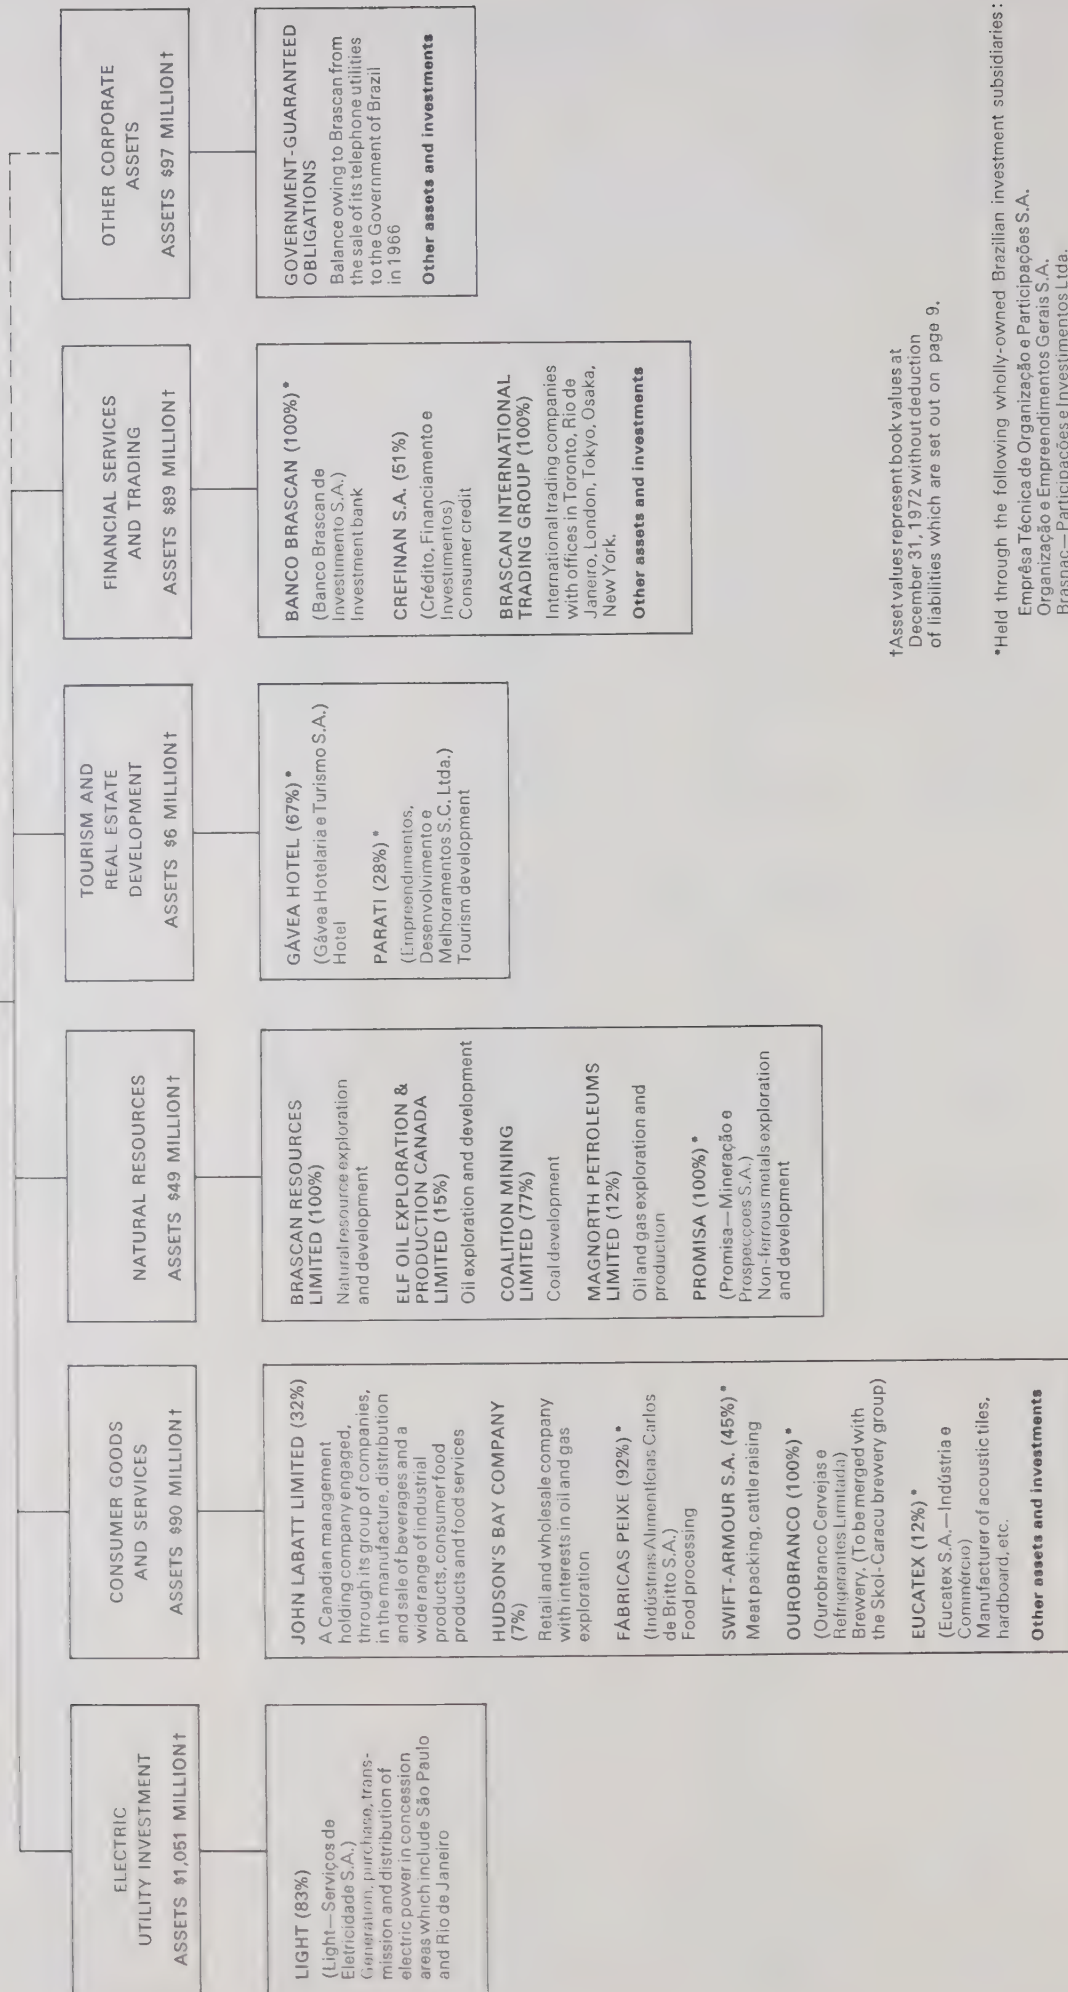 ELECTRIC
UTILITY INVESTMENT
ASSETS $1,051 MILLION†
LIGHT (83%)
(Light—Serviços de
Eletricidade S.A.)
Generation, purchase, trans-
mission and distribution of
electric power in concession
areas which include São Paulo
and Rio de Janeiro
CONSUMER GOODS
AND SERVICES
ASSETS $90 MILLION†
JOHN LABATT LIMITED (32%)
A Canadian management
holding company engaged,
through its group of companies,
in the manufacture, distribution
and sale of beverages and a
wide range of industrial
products, consumer food
products and food services
HUDSON'S BAY COMPANY
(7%)
Retail and wholesale company
with interests in oil and gas
exploration
FÁBRICAS PEIXE (92%) *
(Indústrias Alimentícias Carlos
de Britto S.A.)
Food processing
SWIFT-ARMOUR S.A. (45%) *
Meat packing, cattle raising
OUROBRANCO (100%) *
(Ourobranco Cervejas e
Refrigerantes Limitada)
Brewery, (To be merged with
the Skol-Caracu brewery group)
EUCATEX (12%) *
(Eucatex S.A.—Indústria e
Commércio)
Manufacturer of acoustic tiles,
hardboard, etc.
Other assets and investments
NATURAL RESOURCES
ASSETS $49 MILLION†
BRASCAN RESOURCES
LIMITED (100%)
Natural resource exploration
and development
ELF OIL EXPLORATION &
PRODUCTION CANADA
LIMITED (15%)
Oil exploration and development
COALITION MINING
LIMITED (77%)
Coal development
MAGNORTH PETROLEUMS
LIMITED (12%)
Oil and gas exploration and
production
PROMISA (100%) *
(Promisa—Mineração e
Prospecçoes S.A.)
Non-ferrous metals exploration
and development
TOURISM AND
REAL ESTATE
DEVELOPMENT
ASSETS $6 MILLION†
GÁVEA HOTEL (67%) *
(Gávea Hotelaria e Turismo S.A.)
Hotel
PARATI (28%) *
(Empreendimentos,
Desenvolvimento e
Melhoramentos S.C. Ltda.)
Tourism development
FINANCIAL SERVICES
AND TRADING
ASSETS $89 MILLION†
BANCO BRASCAN (100%) *
(Banco Brascan de
Investimento S.A.)
Investment bank
CREFINAN S.A. (51%)
(Crédito, Financiamento e
Investimentos)
Consumer credit
BRASCAN INTERNATIONAL
TRADING GROUP (100%)
International trading companies
with offices in Toronto, Rio de
Janeiro, London, Tokyo, Osaka,
New York.
Other assets and investments
OTHER CORPORATE
ASSETS
ASSETS $97 MILLION†
GOVERNMENT-GUARANTEED
OBLIGATIONS
Balance owing to Brascan from
the sale of its telephone utilities
to the Government of Brazil
in 1966
Other assets and investments
†Asset values represent book values at
December 31, 1972 without deduction
of liabilities which are set out on page 9.
*Held through the following wholly-owned Brazilian investment subsidiaries:
Emprêsa Técnica de Organização e Participações S.A.
Organização e Empreendimentos Gerais S.A.
Braspac—Participações e Investimentos Ltda.